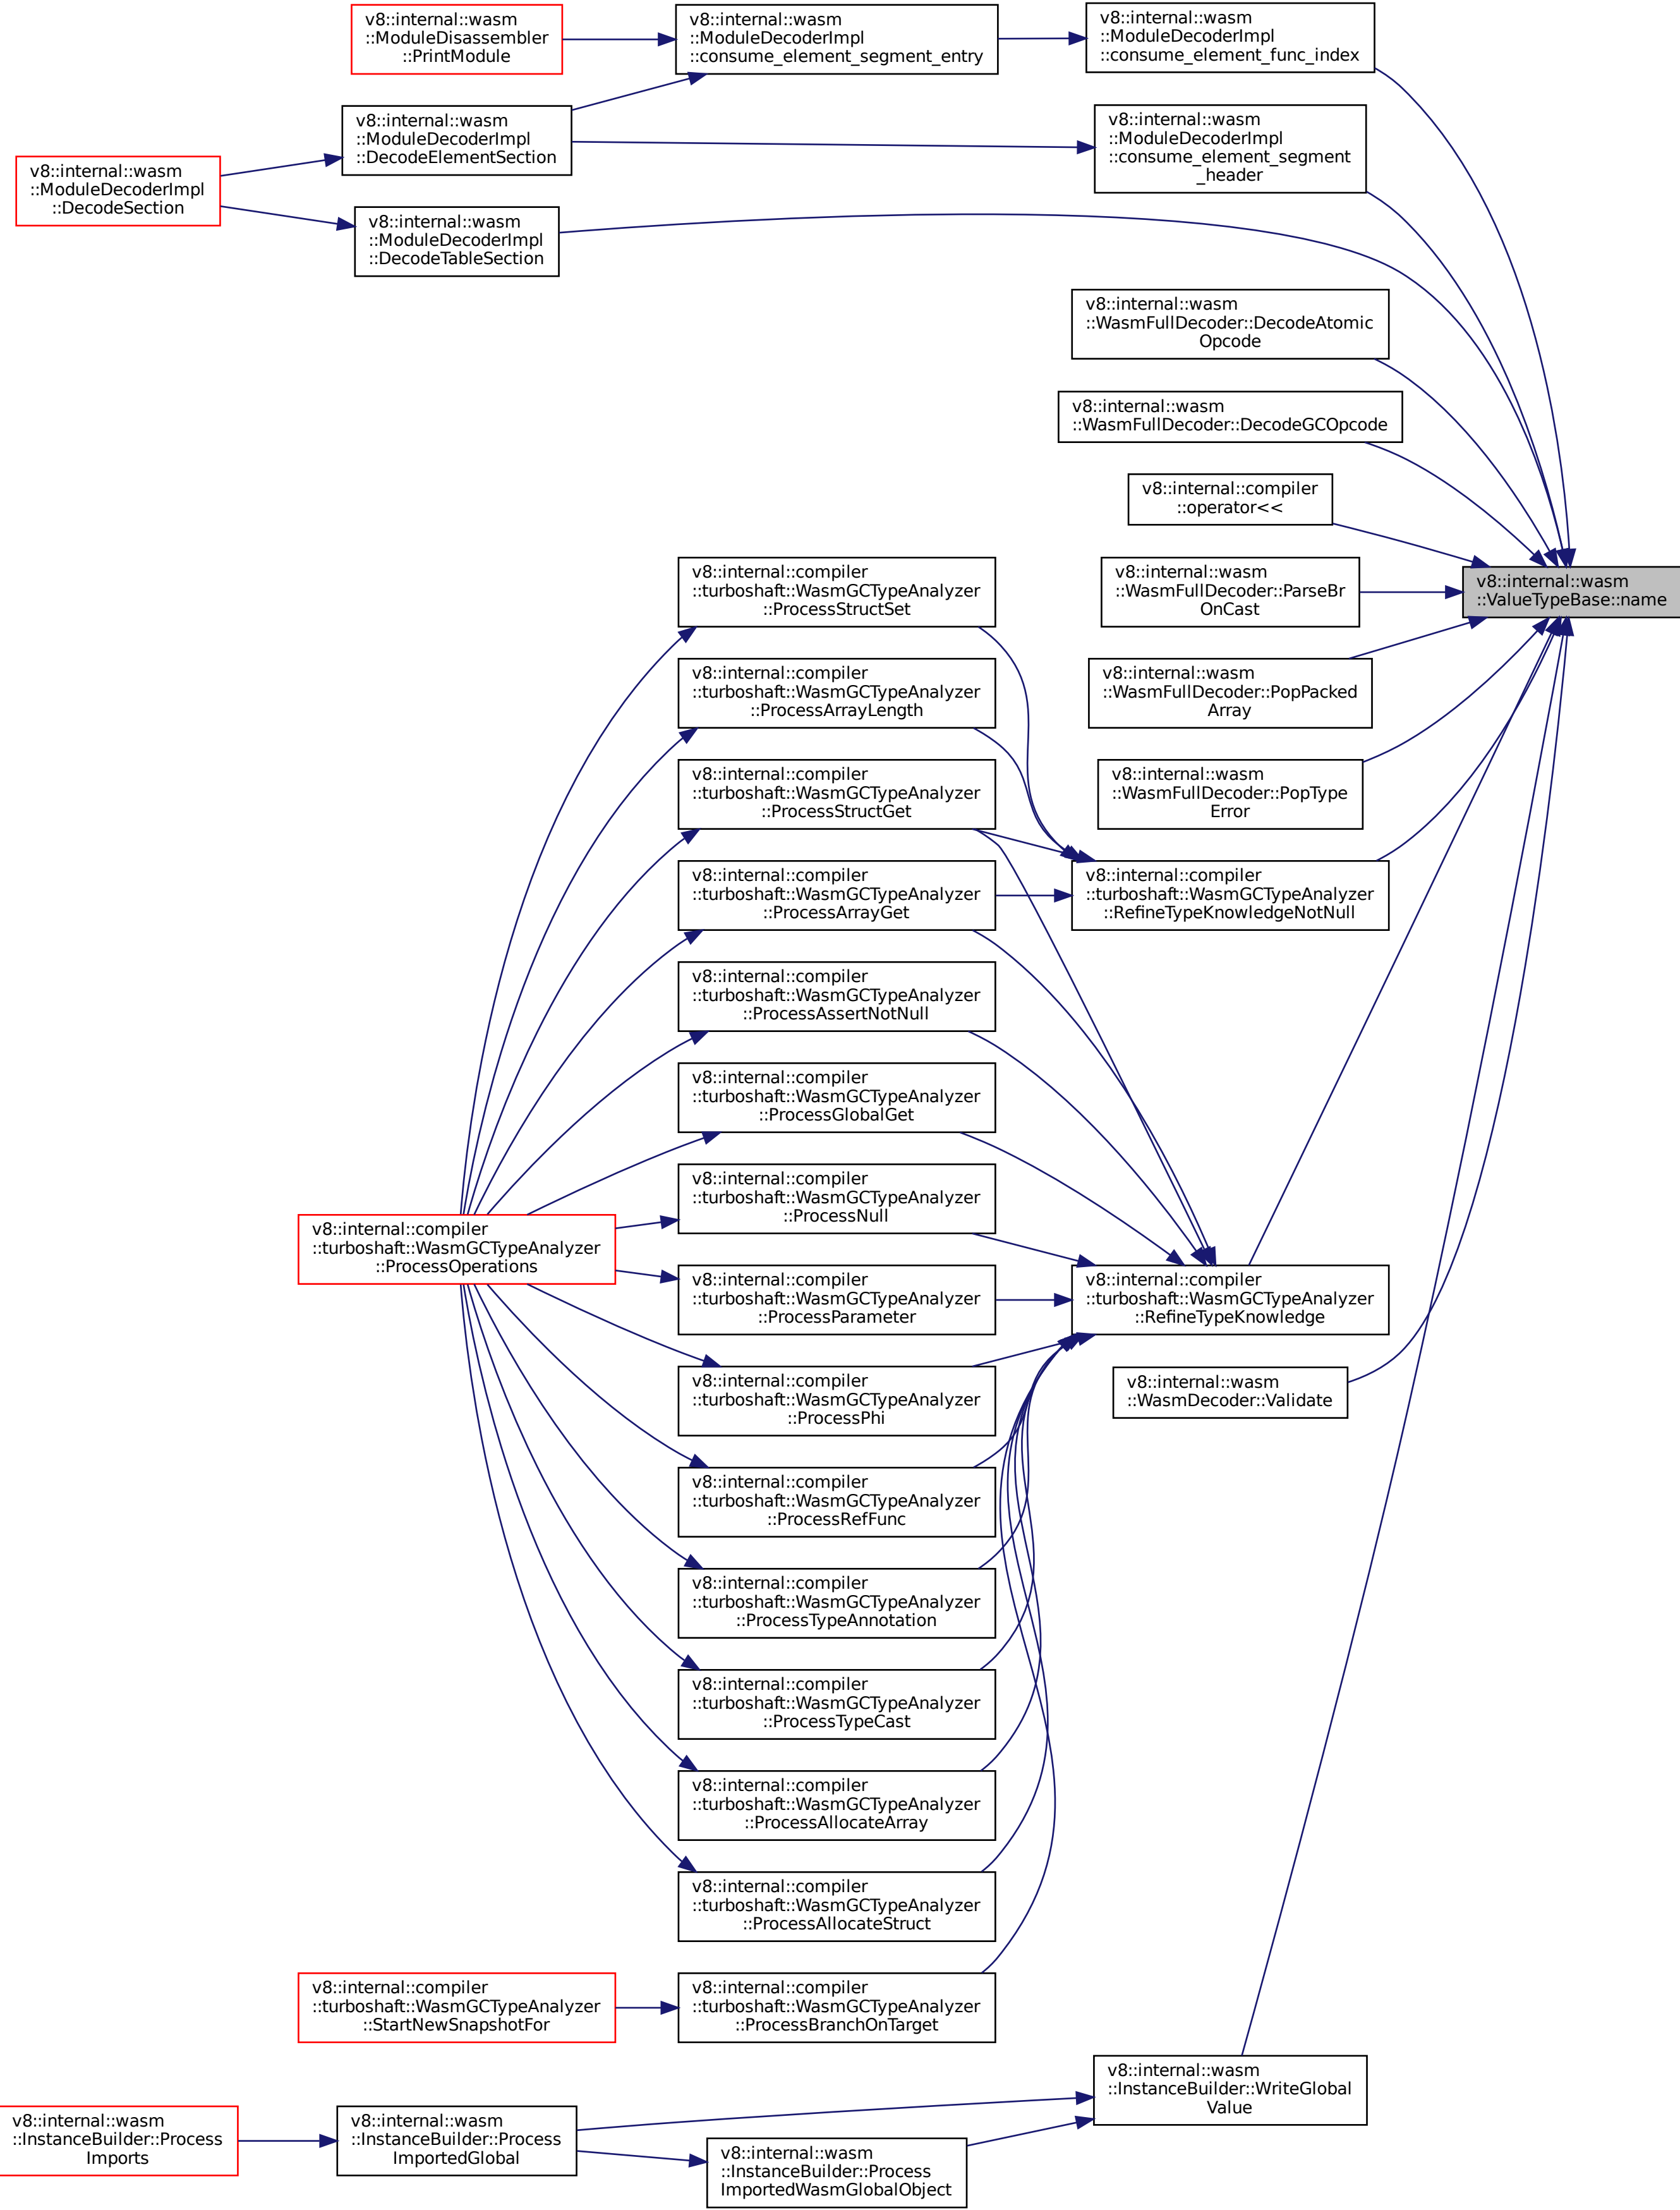 v8::internal::wasm
::ModuleDisassembler
::PrintModule
v8::internal::wasm
::ModuleDecoderImpl
::consume_element_segment_entry
v8::internal::wasm
::ModuleDecoderImpl
::consume_element_func_index
v8::internal::wasm
::ModuleDecoderImpl
::DecodeElementSection
v8::internal::wasm
::ModuleDecoderImpl
::consume_element_segment
_header
v8::internal::wasm
::ModuleDecoderImpl
::DecodeSection
v8::internal::wasm
::ModuleDecoderImpl
::DecodeTableSection
v8::internal::wasm
::WasmFullDecoder::DecodeAtomic
Opcode
v8::internal::wasm
::WasmFullDecoder::DecodeGCOpcode
v8::internal::compiler
::operator<<
v8::internal::wasm
::WasmFullDecoder::ParseBr
OnCast
v8::internal::wasm
::ValueTypeBase::name
v8::internal::wasm
::WasmFullDecoder::PopPacked
Array
v8::internal::wasm
::WasmFullDecoder::PopType
Error
v8::internal::compiler
::turboshaft::WasmGCTypeAnalyzer
::ProcessStructSet
v8::internal::compiler
::turboshaft::WasmGCTypeAnalyzer
::ProcessArrayLength
v8::internal::compiler
::turboshaft::WasmGCTypeAnalyzer
::ProcessStructGet
v8::internal::compiler
::turboshaft::WasmGCTypeAnalyzer
::ProcessArrayGet
v8::internal::compiler
::turboshaft::WasmGCTypeAnalyzer
::RefineTypeKnowledgeNotNull
v8::internal::compiler
::turboshaft::WasmGCTypeAnalyzer
::ProcessAssertNotNull
v8::internal::compiler
::turboshaft::WasmGCTypeAnalyzer
::ProcessGlobalGet
v8::internal::compiler
::turboshaft::WasmGCTypeAnalyzer
::ProcessNull
v8::internal::compiler
::turboshaft::WasmGCTypeAnalyzer
::ProcessOperations
v8::internal::compiler
::turboshaft::WasmGCTypeAnalyzer
::ProcessParameter
v8::internal::compiler
::turboshaft::WasmGCTypeAnalyzer
::RefineTypeKnowledge
v8::internal::compiler
::turboshaft::WasmGCTypeAnalyzer
::ProcessPhi
v8::internal::wasm
::WasmDecoder::Validate
v8::internal::compiler
::turboshaft::WasmGCTypeAnalyzer
::ProcessRefFunc
v8::internal::compiler
::turboshaft::WasmGCTypeAnalyzer
::ProcessTypeAnnotation
v8::internal::compiler
::turboshaft::WasmGCTypeAnalyzer
::ProcessTypeCast
v8::internal::compiler
::turboshaft::WasmGCTypeAnalyzer
::ProcessAllocateArray
v8::internal::compiler
::turboshaft::WasmGCTypeAnalyzer
::ProcessAllocateStruct
v8::internal::compiler
::turboshaft::WasmGCTypeAnalyzer
::StartNewSnapshotFor
v8::internal::compiler
::turboshaft::WasmGCTypeAnalyzer
::ProcessBranchOnTarget
v8::internal::wasm
::InstanceBuilder::WriteGlobal
Value
v8::internal::wasm
::InstanceBuilder::Process
Imports
v8::internal::wasm
::InstanceBuilder::Process
ImportedGlobal
v8::internal::wasm
::InstanceBuilder::Process
ImportedWasmGlobalObject